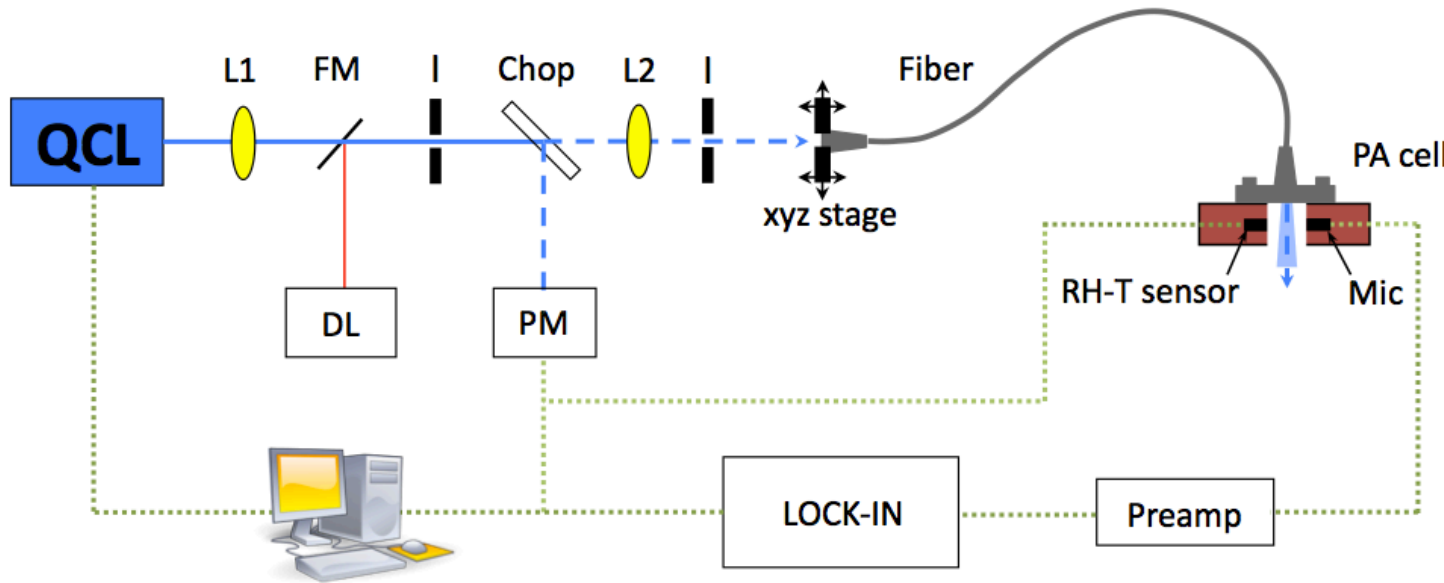 L1
FM
I
Chop
L2
I
Fiber
QCL
PA cell
xyz stage
RH-T sensor
Mic
DL
PM
LOCK-IN
Preamp